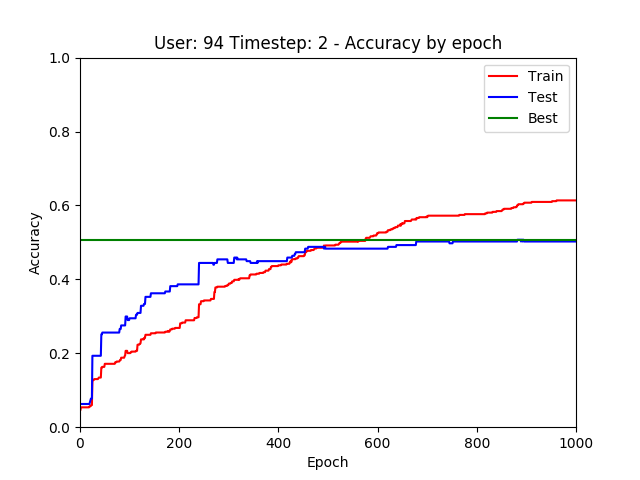 User: 94 Timestep: 2 - Accuracy by epoch
1.0
0.8
0.6
0.4
0.2
0.0
Accuracy
Train
Test
Best
0 200 400 600 800 1000
Epoch